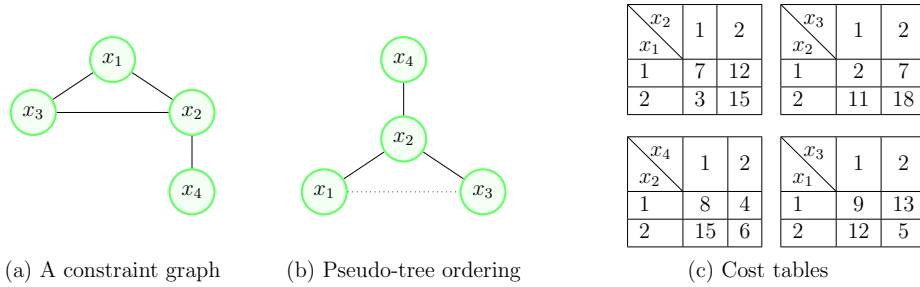 x1
x3
x2
x4
(a) A constraint graph
x4
x2
x1
x3
(b) Pseudo-tree ordering
x2
x1 1 2
1 7 12
2 3 15
x3
x2 1 2
1 2 7
2 11 18
x4
x2 1 2
1 8 4
2 15 6
x3
x1 1 2
1 9 13
2 12 5
(c) Cost tables